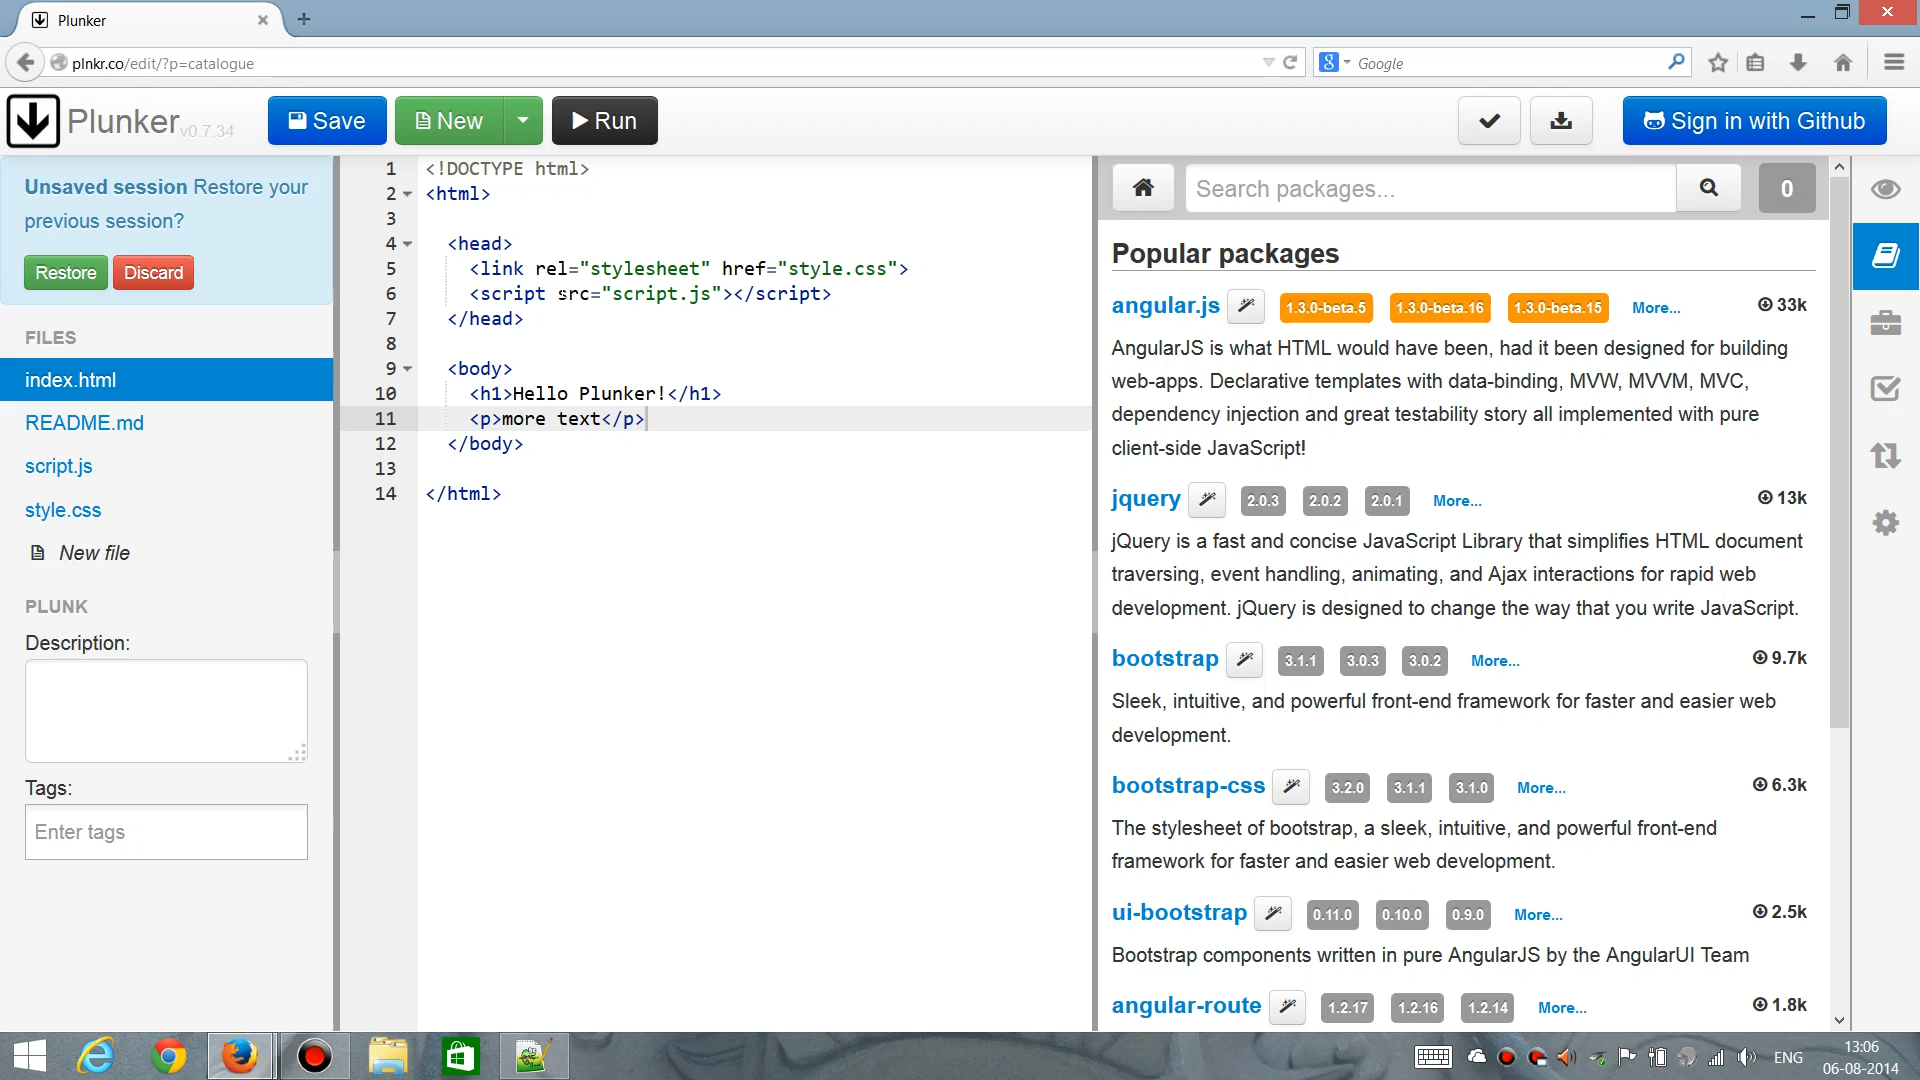 Plunker
plnkr.co/edit/?p=catalogue
Google
Plunker v0.7.34
Save
New
Run
Sign in with Github
Unsaved session Restore your
previous session?
Restore
Discard
FILES
index.html
README.md
script.js
style.css
New file
PLUNK
Description:
Tags:
Enter tags
1 <!DOCTYPE html>
2 <html>
3
4 <head>
5 <link rel="stylesheet" href="style.css">
6 <script src="script.js"></script>
7 </head>
8
9 <body>
10 <h1>Hello Plunker!</h1>
11 <p>more text</p>
12 </body>
13
14 </html>
Search packages...
0
Popular packages
angular.js 1.3.0-beta.5 1.3.0-beta.16 1.3.0-beta.15 More... 33k
AngularJS is what HTML would have been, had it been designed for building
web-apps. Declarative templates with data-binding, MVW, MVVM, MVC,
dependency injection and great testability story all implemented with pure
client-side JavaScript!
jquery 2.0.3 2.0.2 2.0.1 More... 13k
jQuery is a fast and concise JavaScript Library that simplifies HTML document
traversing, event handling, animating, and Ajax interactions for rapid web
development. jQuery is designed to change the way that you write JavaScript.
bootstrap 3.1.1 3.0.3 3.0.2 More... 9.7k
Sleek, intuitive, and powerful front-end framework for faster and easier web
development.
bootstrap-css 3.2.0 3.1.1 3.1.0 More... 6.3k
The stylesheet of bootstrap, a sleek, intuitive, and powerful front-end
framework for faster and easier web development.
ui-bootstrap 0.11.0 0.10.0 0.9.0 More... 2.5k
Bootstrap components written in pure AngularJS by the AngularUI Team
angular-route 1.2.17 1.2.16 1.2.14 More... 1.8k
ENG
13:06
06-08-2014